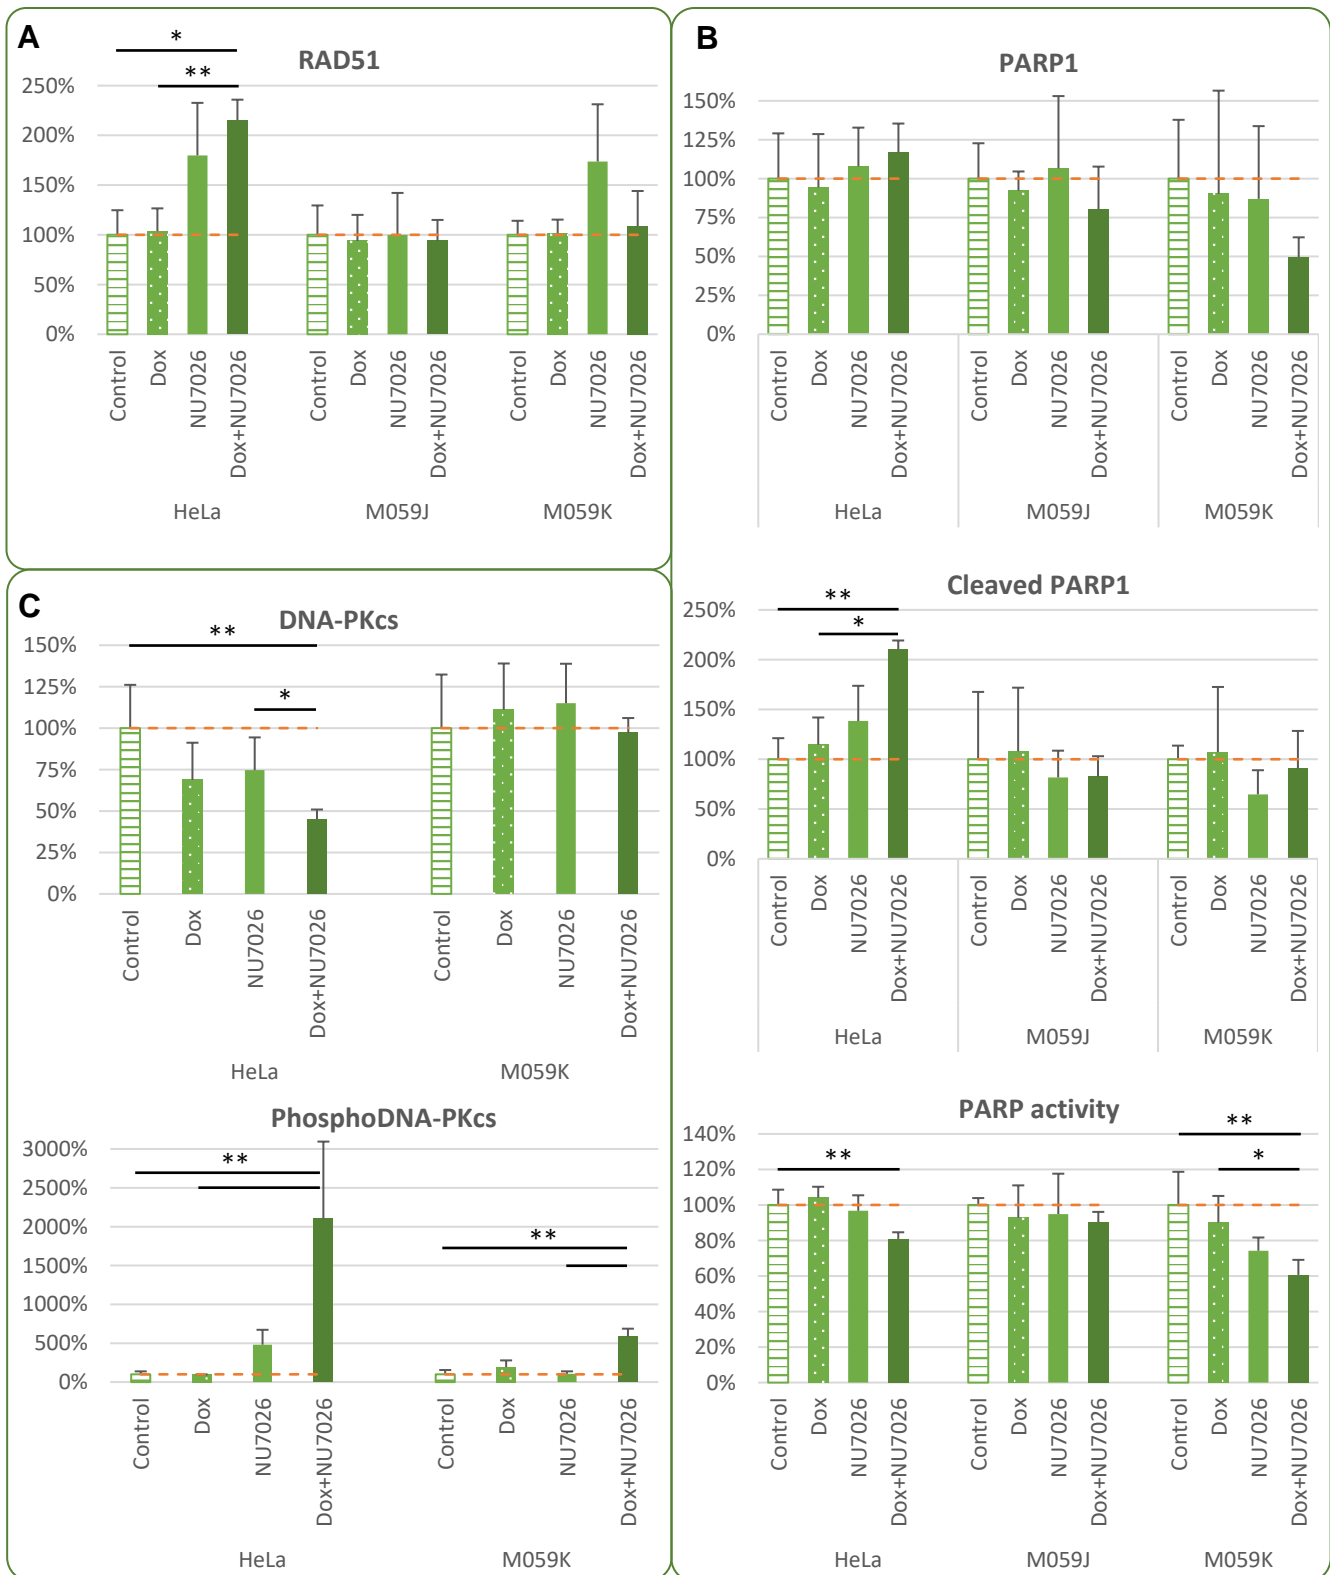 A
RAD51
*
**
250%
200%
150%
100%
50%
0%
Control
Dox
NU7026
Dox+NU7026
Control
Dox
NU7026
Dox+NU7026
Control
Dox
NU7026
Dox+NU7026
HeLa M059J M059K
B
PARP1
150%
125%
100%
75%
50%
25%
0%
Control
Dox
NU7026
Dox+NU7026
Control
Dox
NU7026
Dox+NU7026
Control
Dox
NU7026
Dox+NU7026
HeLa M059J M059K
Cleaved PARP1
**
*
250%
200%
150%
100%
50%
0%
Control
Dox
NU7026
Dox+NU7026
Control
Dox
NU7026
Dox+NU7026
Control
Dox
NU7026
Dox+NU7026
HeLa M059J M059K
PARP activity
**
**
*
140%
120%
100%
80%
60%
40%
20%
0%
Control
Dox
NU7026
Dox+NU7026
Control
Dox
NU7026
Dox+NU7026
Control
Dox
NU7026
Dox+NU7026
HeLa M059J M059K
C
DNA-PKcs
**
*
150%
125%
100%
75%
50%
25%
0%
Control
Dox
NU7026
Dox+NU7026
Control
Dox
NU7026
Dox+NU7026
HeLa M059K
PhosphoDNA-PKcs
**
**
3000%
2500%
2000%
1500%
1000%
500%
0%
Control
Dox
NU7026
Dox+NU7026
Control
Dox
NU7026
Dox+NU7026
HeLa M059K